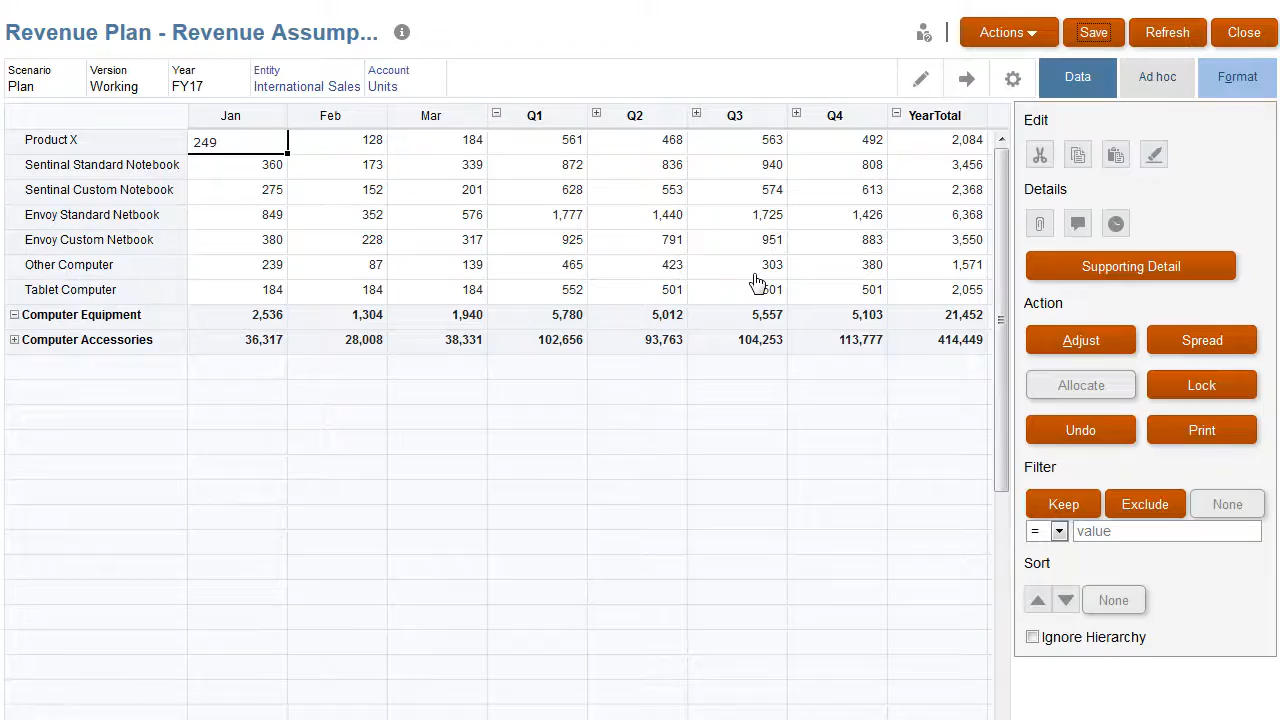 Revenue Plan - Revenue Assump...
Actions Save Refresh Close
Scenario Version Year Entity Account
Plan Working FY17 International Sales Units
Data Ad hoc Format
Jan Feb Mar Q1 Q2 Q3 Q4 YearTotal
Product X 249 128 184 561 468 563 492 2,084
Sentinal Standard Notebook 360 173 339 872 836 940 808 3,456
Sentinal Custom Notebook 275 152 201 628 553 574 613 2,368
Envoy Standard Netbook 849 352 576 1,777 1,440 1,725 1,426 6,368
Envoy Custom Netbook 380 228 317 925 791 951 883 3,550
Other Computer 239 87 139 465 423 303 380 1,571
Tablet Computer 184 184 184 552 501 501 501 2,055
Computer Equipment 2,536 1,304 1,940 5,780 5,012 5,557 5,103 21,452
Computer Accessories 36,317 28,008 38,331 102,656 93,763 104,253 113,777 414,449
Edit
Details
Supporting Detail
Action
Adjust Spread
Allocate Lock
Undo Print
Filter
Keep Exclude None
= value
Sort
None
Ignore Hierarchy